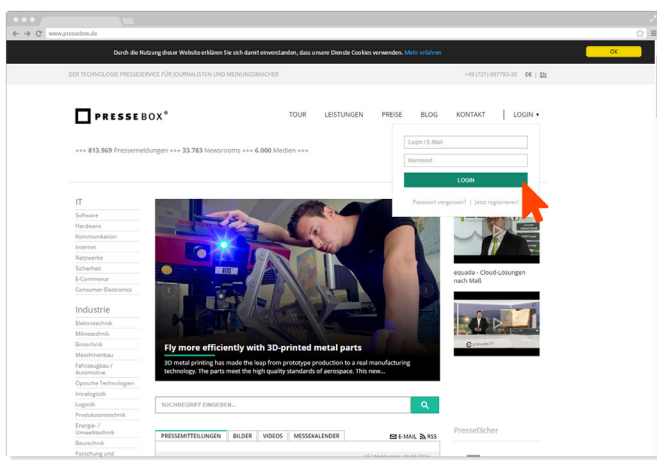 www.pressebox.de
Durch die Nutzung dieser Website erklären Sie sich damit einverstanden, dass unsere Dienste Cookies verwenden. Mehr erfahren
OK
DER TECHNOLOGIE PRESSESERVICE FÜR JOURNALISTEN UND MEINUNGSMACHER
+49 (721) 987793-30 DE | EN
PRESSEBOX®
TOUR LEISTUNGEN PREISE BLOG KONTAKT | LOGIN
+++ 813.969 Pressemeldungen +++ 33.783 Newsrooms +++ 6.000 Medien +++
Login / E-Mail
Kennwort
LOGIN
Passwort vergessen? | Jetzt registrieren!
IT
Software
Hardware
Kommunikation
Internet
Netzwerke
Sicherheit
E-Commerce
Consumer-Electronics
Industrie
Elektrotechnik
Mikrotechnik
Biotechnik
Maschinenbau
Fahrzeugbau /
Automotive
Optische Technologien
Intralogistik
Logistik
Produktionstechnik
Energie- /
Umwelttechnik
Bautechnik
Forschung und
Fly more efficiently with 3D-printed metal parts
3D metal printing has made the leap from prototype production to a real manufacturing
technology. The parts meet the high quality standards of aerospace. This new...
equada - Cloud-Lösungen
nach Maß
SUCHBEGRIFF EINGEBEN...
PRESSEMITTEILUNGEN BILDER VIDEOS MESSEKALENDER
E-MAIL RSS
Pressefächer